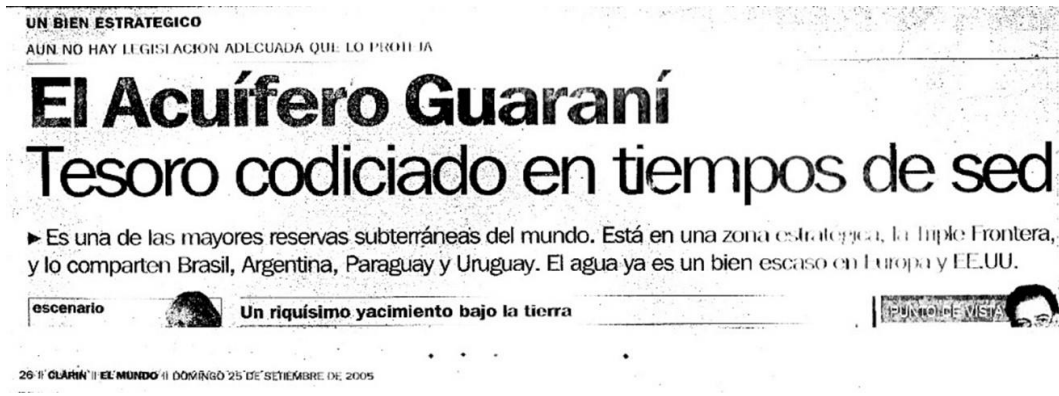 UN BIEN ESTRATEGICO
AUN NO HAY LEGISLACION ADECUADA QUE LO PROTEJA
El Acuífero Guaraní
Tesoro codiciado en tiempos de sed
► Es una de las mayores reservas subterráneas del mundo. Está en una zona estrategica, la Triple Frontera,
y lo comparten Brasil, Argentina, Paraguay y Uruguay. El agua ya es un bien escaso en Europa y EE.UU.
escenario
Un riquísimo yacimiento bajo la tierra
PUNTO DE VISTA
26 // CLARIN // EL MUNDO // DOMINGO 25 DE SETIEMBRE DE 2005